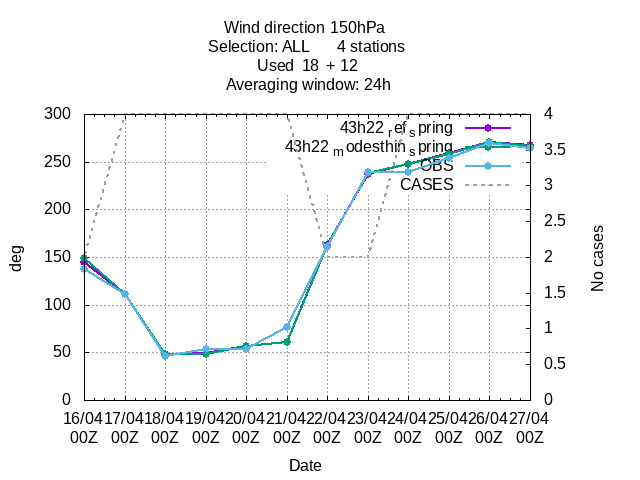 Wind direction 150hPa
Selection: ALL 4 stations
Used 18 + 12
Averaging window: 24h
43h22 ref spring
43h22 modesthin spring
OBS
CASES
300
250
200
150
100
50
0
4
3.5
3
2.5
2
1.5
1
0.5
0
deg
No cases
16/04 17/04 18/04 19/04 20/04 21/04 22/04 23/04 24/04 25/04 26/04 27/04
00Z 00Z 00Z 00Z 00Z 00Z 00Z 00Z 00Z 00Z 00Z 00Z
Date